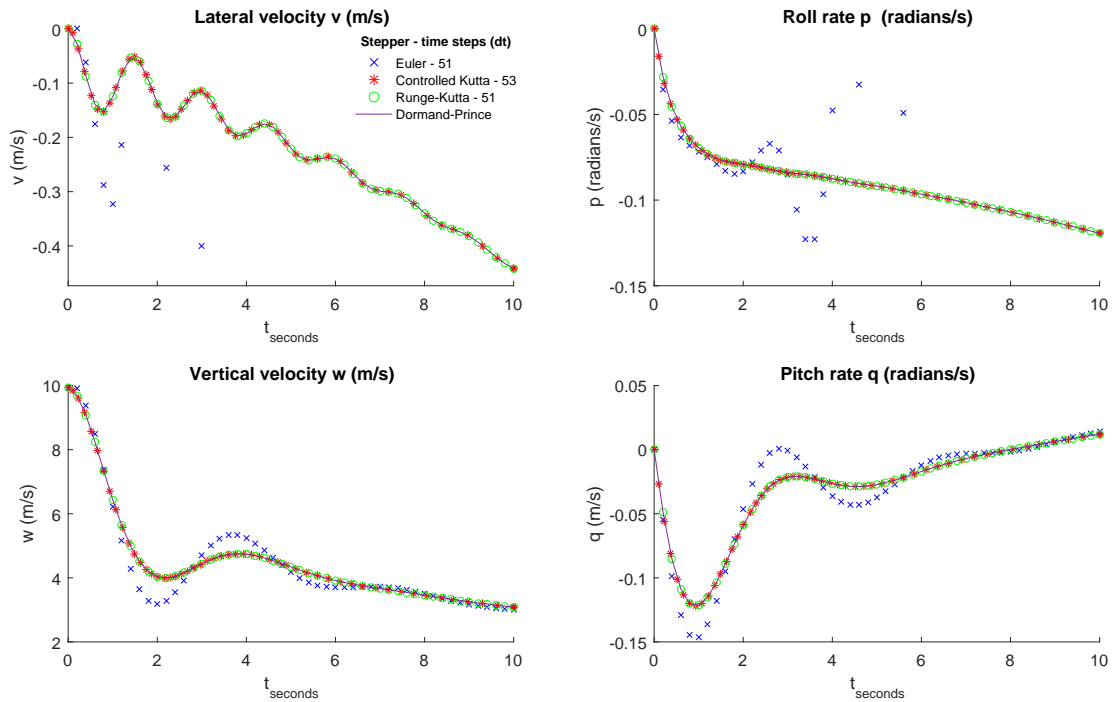 Lateral velocity v (m/s)
0
-0.1
-0.2
-0.3
-0.4
v (m/s)
Stepper - time steps (dt)
Euler - 51
Controlled Kutta - 53
Runge-Kutta - 51
Dormand-Prince
0 2 4 6 8 10
t_seconds
Roll rate p (radians/s)
0
-0.05
-0.1
-0.15
p (radians/s)
0 2 4 6 8 10
t_seconds
Vertical velocity w (m/s)
10
8
6
4
2
w (m/s)
0 2 4 6 8 10
t_seconds
Pitch rate q (radians/s)
0.05
0
-0.05
-0.1
-0.15
q (m/s)
0 2 4 6 8 10
t_seconds